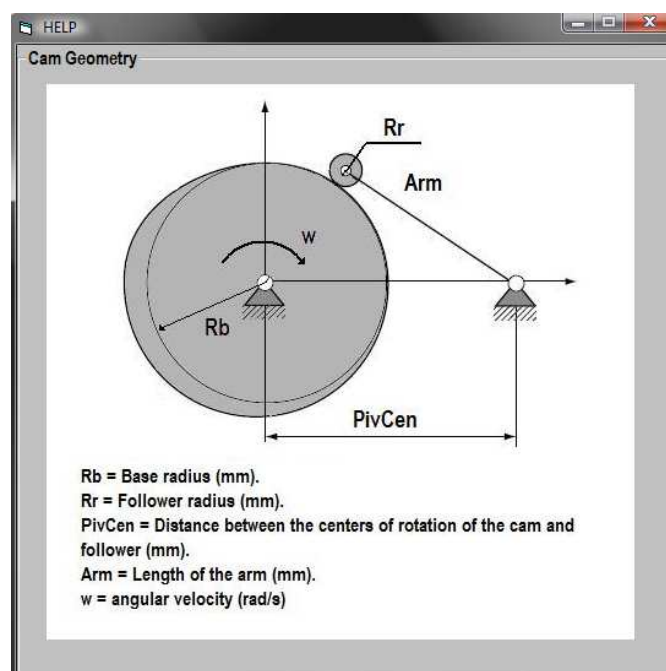 HELP
Cam Geometry
Rr
Arm
w
Rb
PivCen
Rb = Base radius (mm).
Rr = Follower radius (mm).
PivCen = Distance between the centers of rotation of the cam and
follower (mm).
Arm = Length of the arm (mm).
w = angular velocity (rad/s)